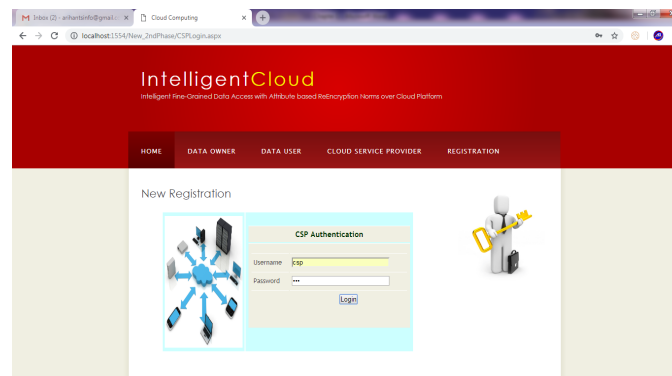 Inbox (2) - arihantsinfo@gmail.c
Cloud Computing
localhost:1554/New_2ndPhase/CSPLogin.aspx
IntelligentCloud
Intelligent Fine-Grained Data Access with Attribute based ReEncryption Norms over Cloud Platform
HOME DATA OWNER DATA USER CLOUD SERVICE PROVIDER REGISTRATION
New Registration
CSP Authentication
Username csp
Password •••
Login